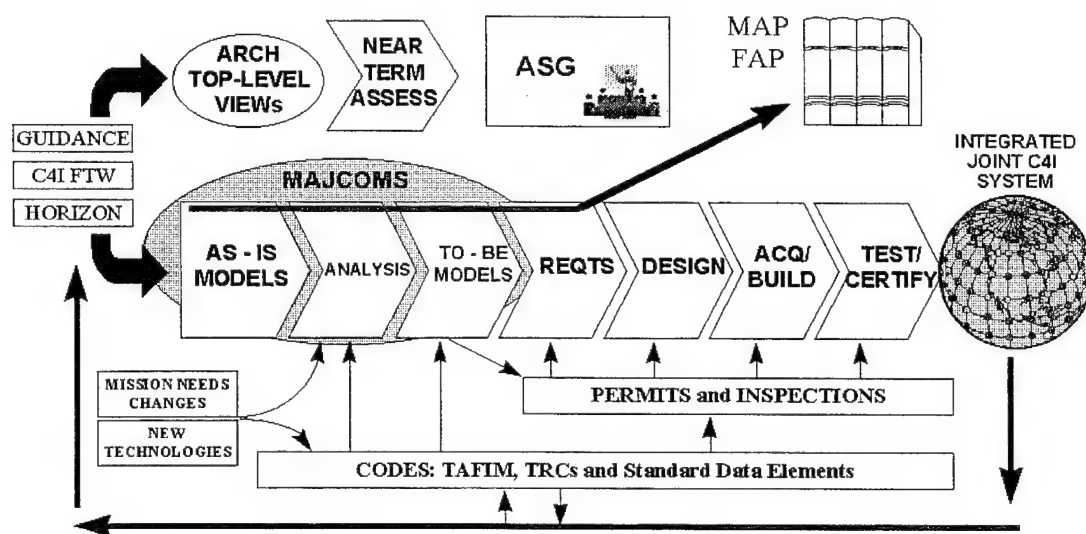 ARCH
TOP-LEVEL
VIEWs
NEAR
TERM
ASSESS
ASG
MAP
FAP
GUIDANCE
C4I FTW
HORIZON
MAJCOMS
INTEGRATED
JOINT C4I
SYSTEM
AS - IS
MODELS
ANALYSIS
TO - BE
MODELS
REQTS
DESIGN
ACQ/
BUILD
TEST/
CERTIFY
MISSION NEEDS
CHANGES
NEW
TECHNOLOGIES
PERMITS and INSPECTIONS
CODES: TAFIM, TRCs and Standard Data Elements